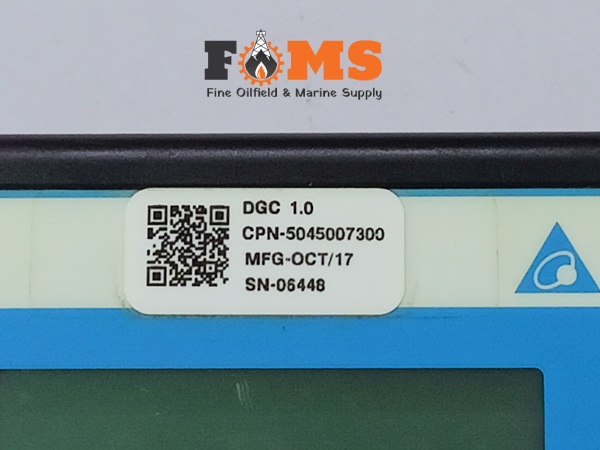 FOMS
Fine Oilfield & Marine Supply
DGC 1.0
CPN-5045007300
MFG-OCT/17
SN-06448